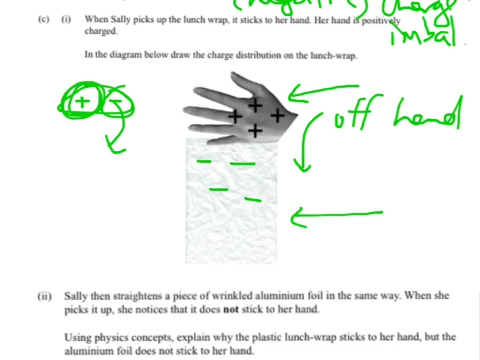 charge
imbal
(c) (i) When Sally picks up the lunch wrap, it sticks to her hand. Her hand is positively
charged.
In the diagram below draw the charge distribution on the lunch-wrap.
+ −
+ + + +
off hand
− −
− −
(ii) Sally then straightens a piece of wrinkled aluminium foil in the same way. When she
picks it up, she notices that it does not stick to her hand.
Using physics concepts, explain why the plastic lunch-wrap sticks to her hand, but the
aluminium foil does not stick to her hand.